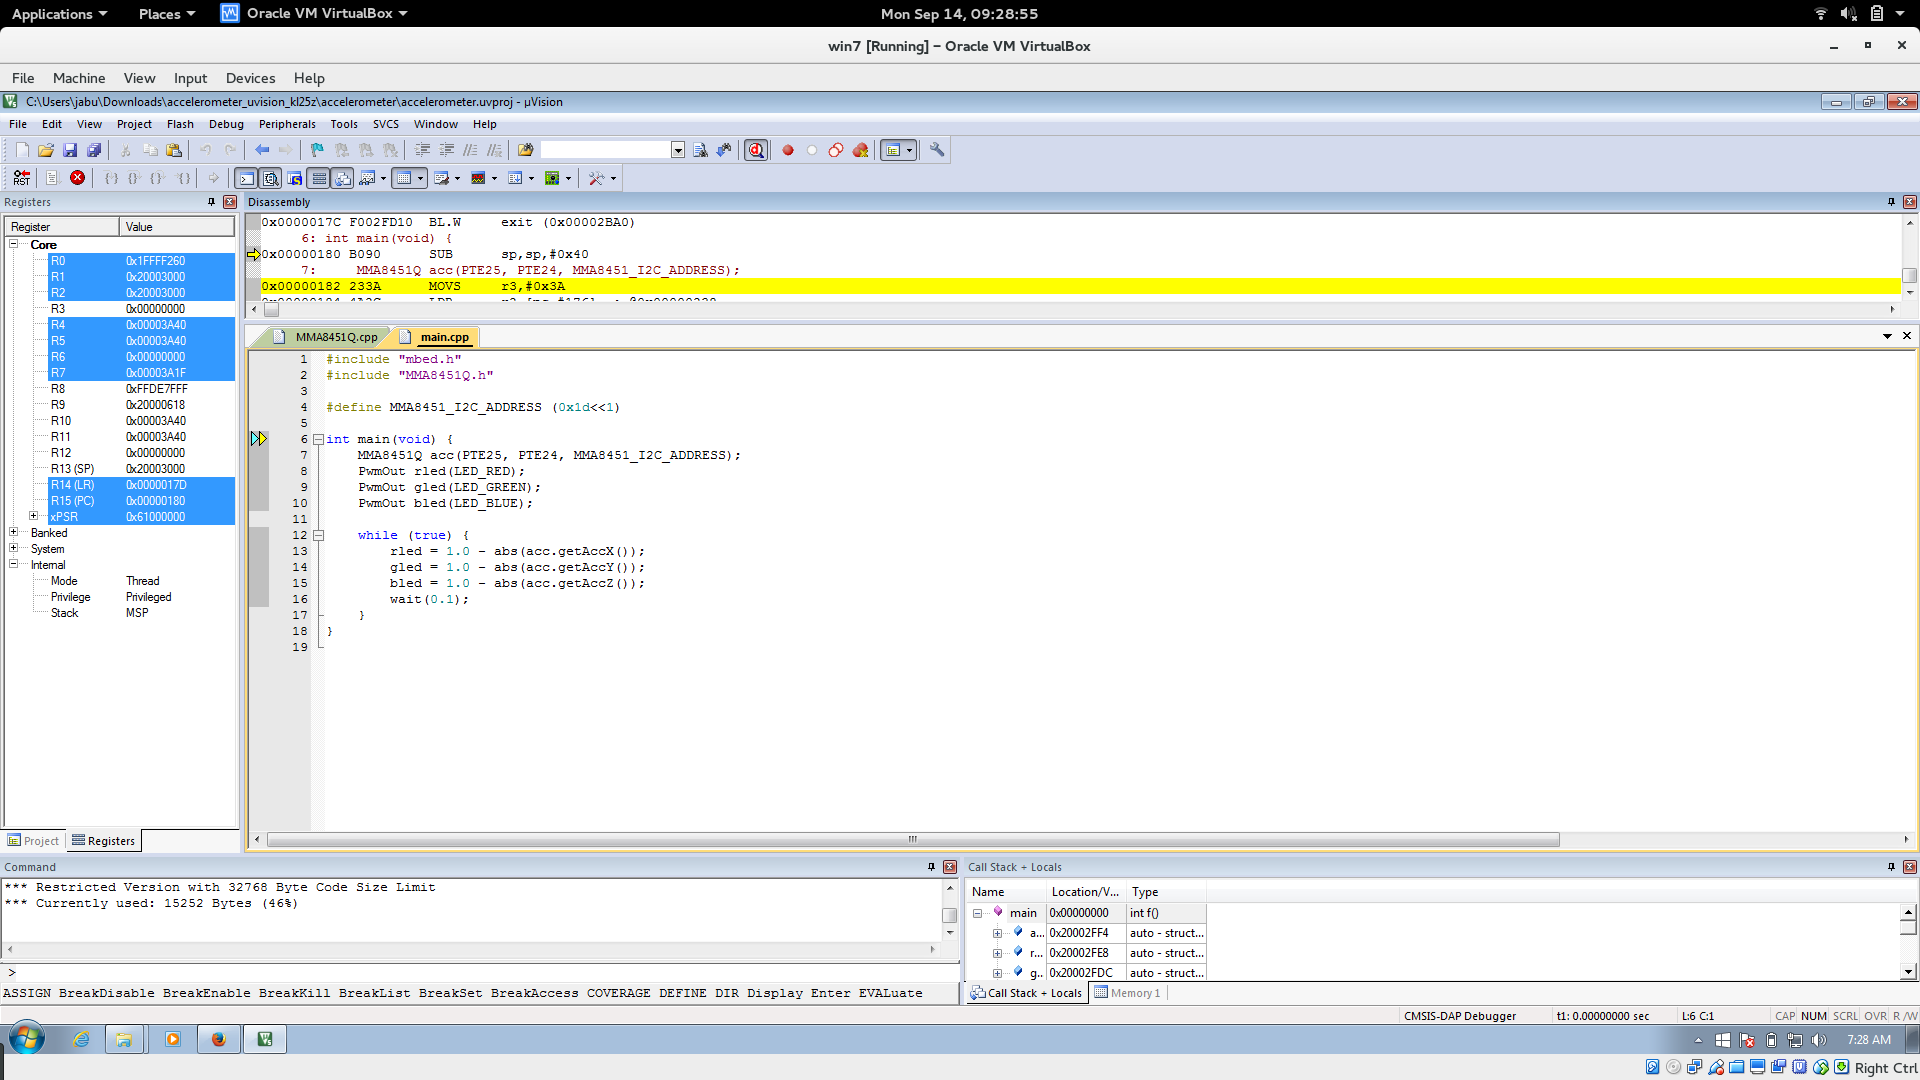 Applications Places Oracle VM VirtualBox Mon Sep 14, 09:28:55
win7 [Running] – Oracle VM VirtualBox
File Machine View Input Devices Help
C:\Users\jabu\Downloads\accelerometer_uvision_kl25z\accelerometer\accelerometer.uvproj - µVision
File Edit View Project Flash Debug Peripherals Tools SVCS Window Help
RST
Registers
Register Value
Core
R0 0x1FFFF260
R1 0x20003000
R2 0x20003000
R3 0x00000000
R4 0x00003A40
R5 0x00003A40
R6 0x00000000
R7 0x00003A1F
R8 0xFFDE7FFF
R9 0x20000618
R10 0x00003A40
R11 0x00003A40
R12 0x00000000
R13 (SP) 0x20003000
R14 (LR) 0x0000017D
R15 (PC) 0x00000180
xPSR 0x61000000
Banked
System
Internal
Mode Thread
Privilege Privileged
Stack MSP
Project Registers
Disassembly
0x0000017C F002FD10 BL.W exit (0x00002BA0)
6: int main(void) {
0x00000180 B090 SUB sp,sp,#0x40
7: MMA8451Q acc(PTE25, PTE24, MMA8451_I2C_ADDRESS);
0x00000182 233A MOVS r3,#0x3A
MMA8451Q.cpp main.cpp
1 #include "mbed.h"
2 #include "MMA8451Q.h"
3
4 #define MMA8451_I2C_ADDRESS (0x1d<<1)
5
6 int main(void) {
7 MMA8451Q acc(PTE25, PTE24, MMA8451_I2C_ADDRESS);
8 PwmOut rled(LED_RED);
9 PwmOut gled(LED_GREEN);
10 PwmOut bled(LED_BLUE);
11
12 while (true) {
13 rled = 1.0 - abs(acc.getAccX());
14 gled = 1.0 - abs(acc.getAccY());
15 bled = 1.0 - abs(acc.getAccZ());
16 wait(0.1);
17 }
18 }
19
Command
*** Restricted Version with 32768 Byte Code Size Limit
*** Currently used: 15252 Bytes (46%)
>
ASSIGN BreakDisable BreakEnable BreakKill BreakList BreakSet BreakAccess COVERAGE DEFINE DIR Display Enter EVALuate
Call Stack + Locals
Name Location/V... Type
main 0x00000000 int f()
a... 0x20002FF4 auto - struct...
r... 0x20002FE8 auto - struct...
g.. 0x20002FDC auto - struct...
Call Stack + Locals Memory 1
CMSIS-DAP Debugger t1: 0.00000000 sec L:6 C:1 CAP NUM SCRL OVR R /W
7:28 AM
Right Ctrl